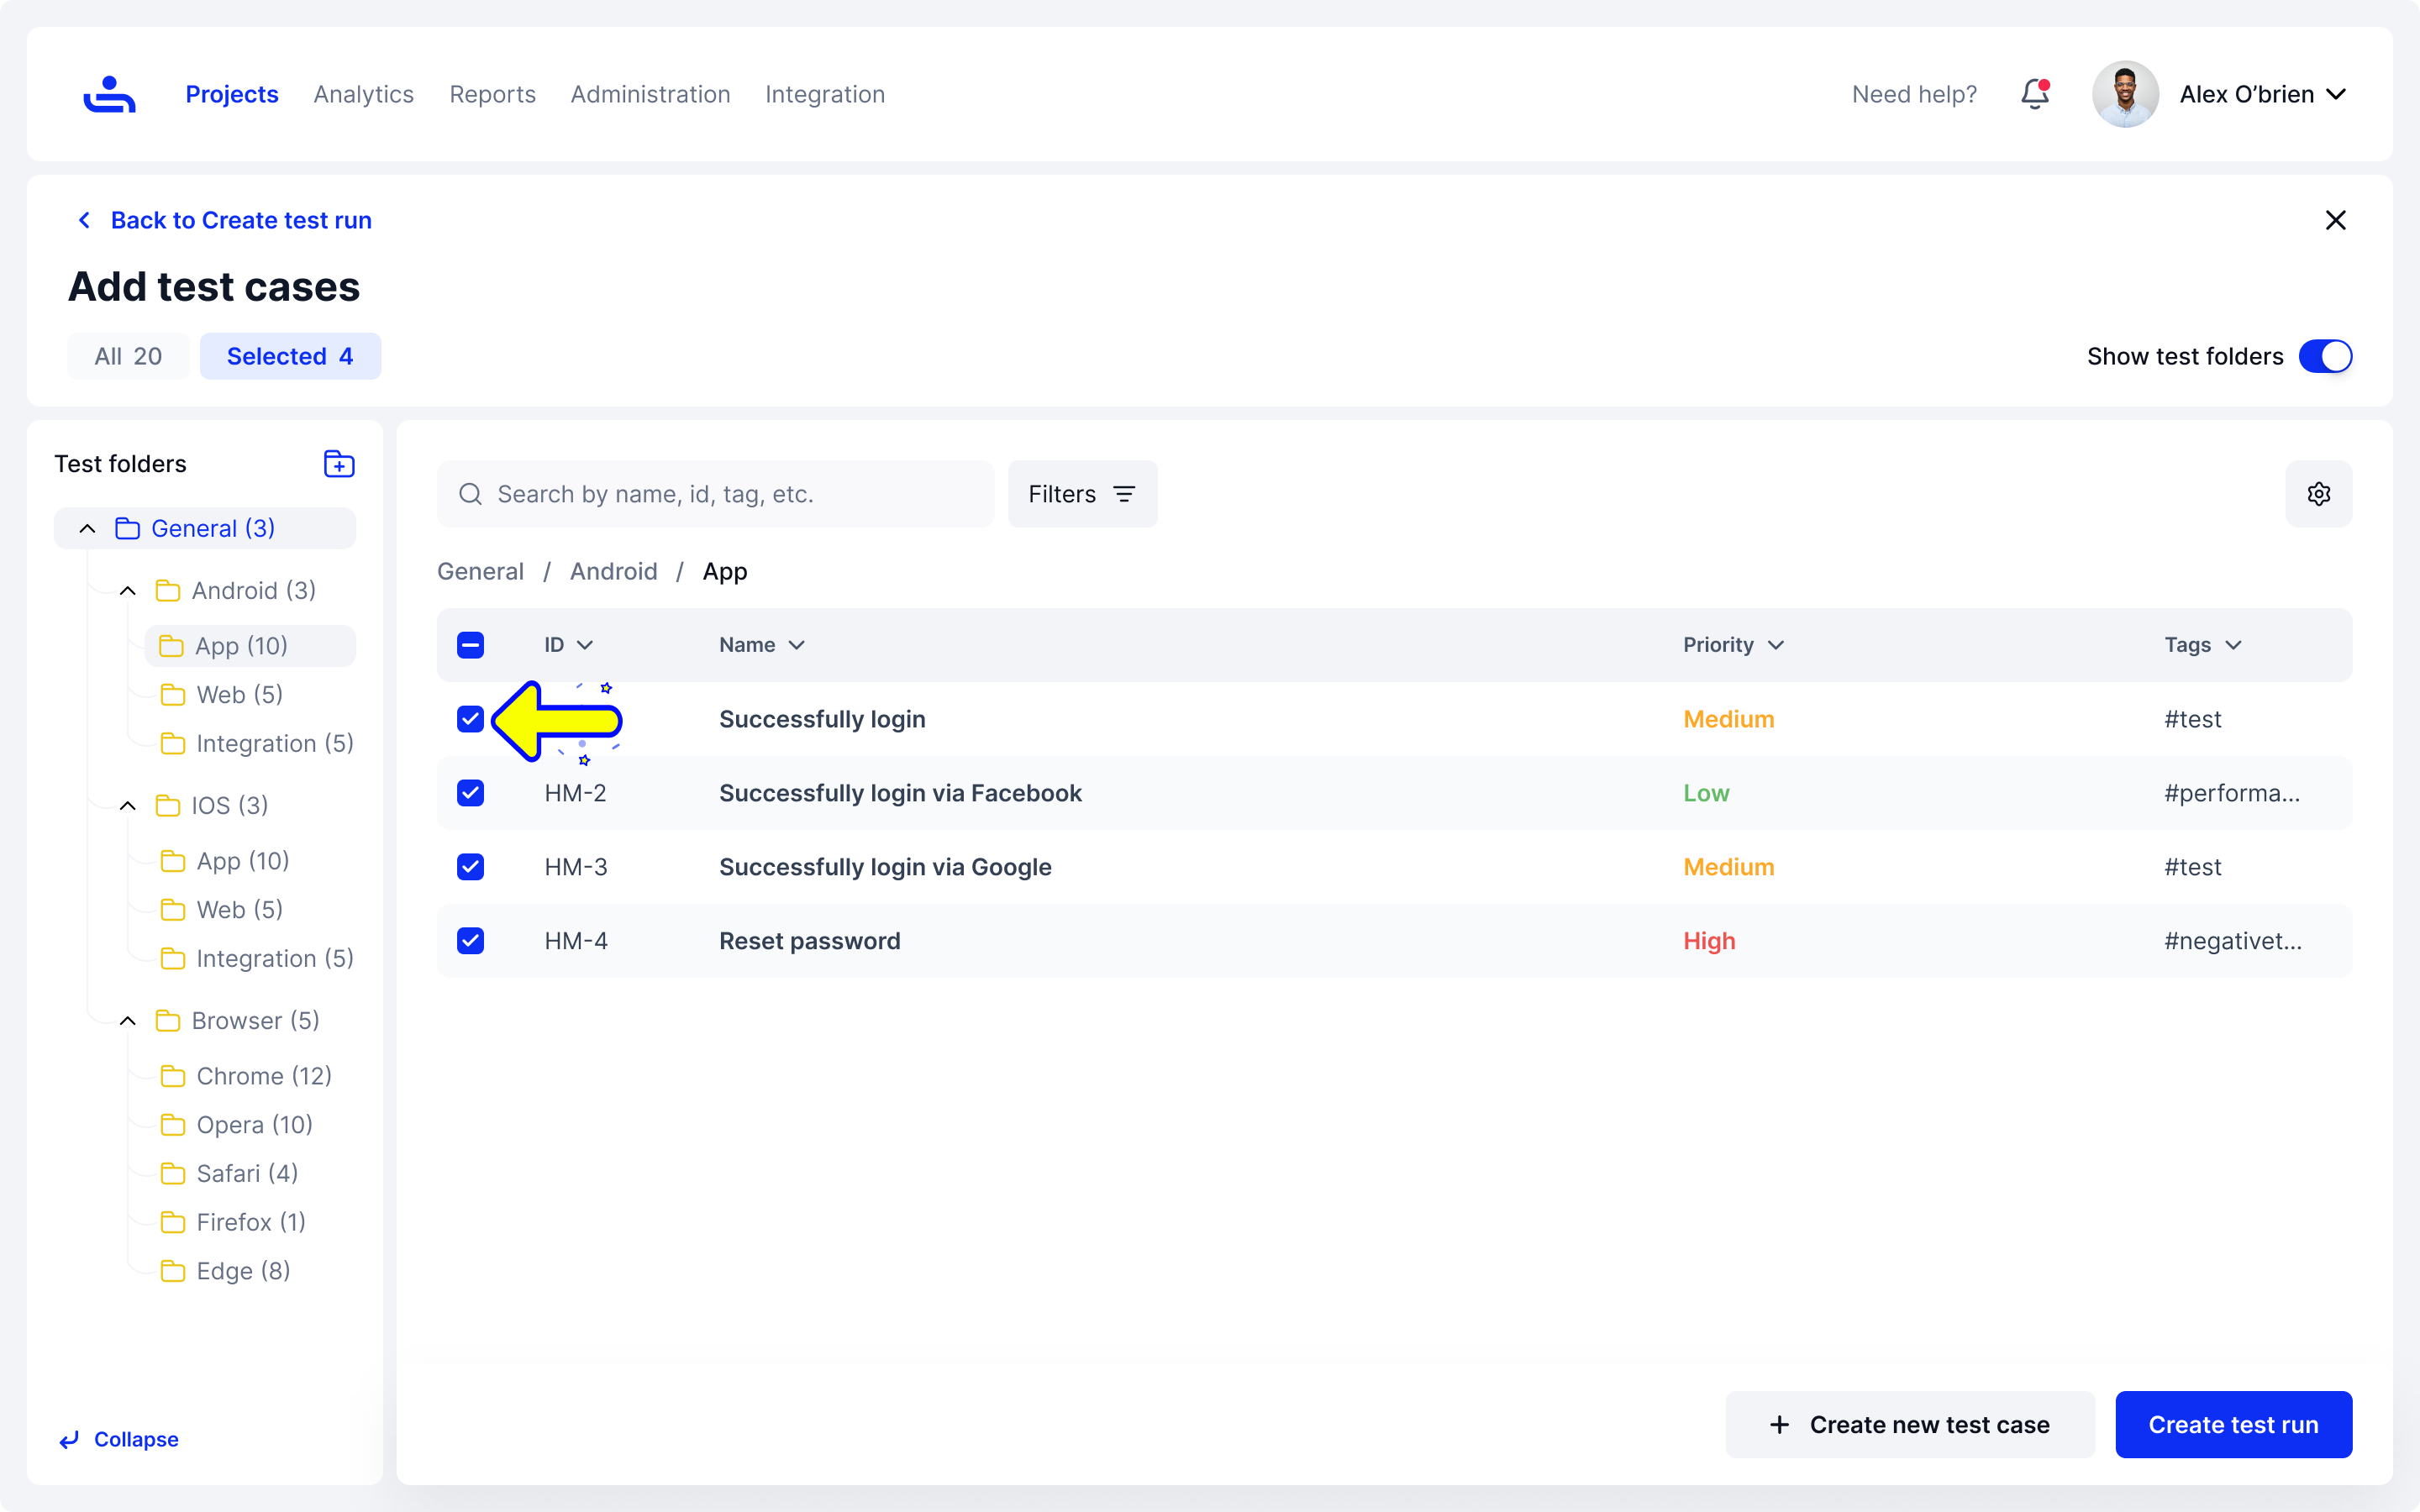 Projects Analytics Reports Administration Integration Need help? Alex O’brien
Back to Create test run
Add test cases
All 20 Selected 4 Show test folders
Test folders
General (3)
Android (3)
App (10)
Web (5)
Integration (5)
IOS (3)
App (10)
Web (5)
Integration (5)
Browser (5)
Chrome (12)
Opera (10)
Safari (4)
Firefox (1)
Edge (8)
Collapse
Search by name, id, tag, etc. Filters
General / Android / App
ID Name Priority Tags
Successfully login Medium #test
HM-2 Successfully login via Facebook Low #performa...
HM-3 Successfully login via Google Medium #test
HM-4 Reset password High #negativet...
+ Create new test case Create test run